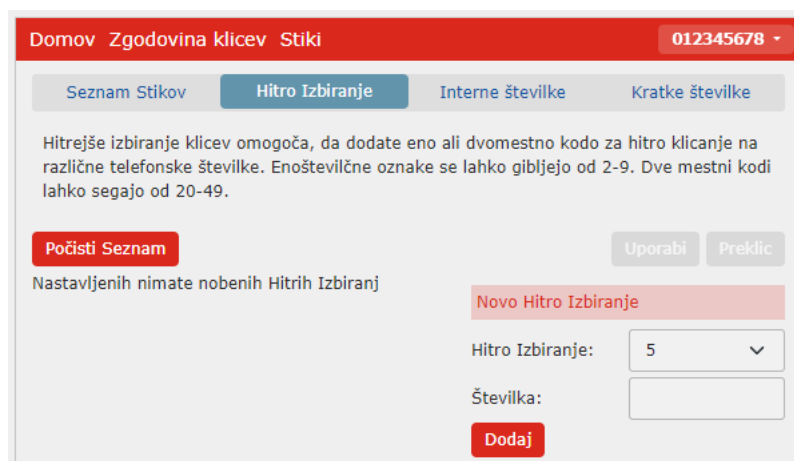 Domov Zgodovina klicev Stiki 012345678
Seznam Stikov Hitro Izbiranje Interne številke Kratke številke
Hitrejše izbiranje klicev omogoča, da dodate eno ali dvomestno kodo za hitro klicanje na
različne telefonske številke. Enoštevilčne oznake se lahko gibljejo od 2-9. Dve mestni kodi
lahko segajo od 20-49.
Počisti Seznam Uporabi Preklic
Nastavljenih nimate nobenih Hitrih Izbiranj
Novo Hitro Izbiranje
Hitro Izbiranje: 5
Številka:
Dodaj